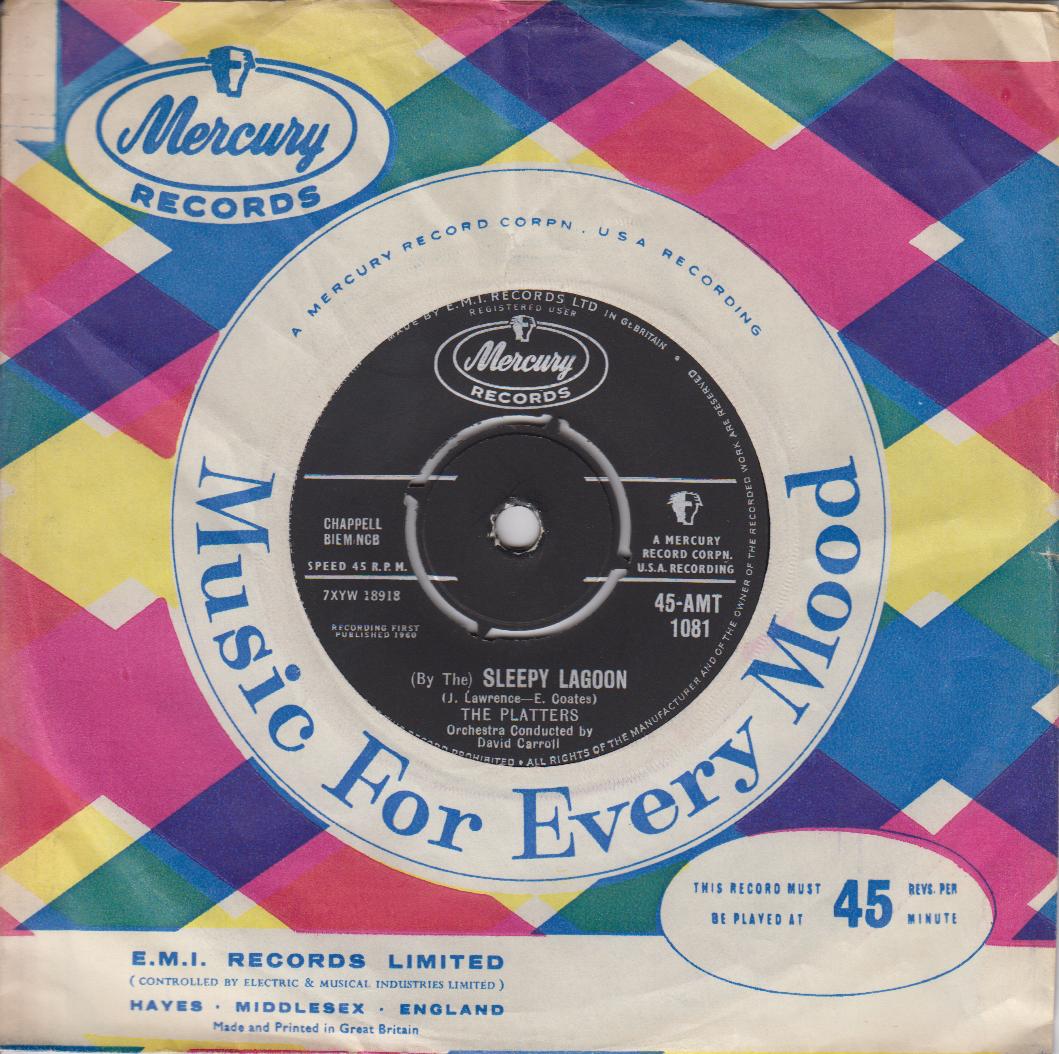 Mercury
RECORDS
A MERCURY RECORD CORPN. USA RECORDING
MADE BY E.M.I. RECORDS LTD IN GT. BRITAIN
REGISTERED USER
Mercury
RECORDS
CHAPPELL
BIEM/NCB
SPEED 45 R.P.M.
7XYW 18918
RECORDING FIRST
PUBLISHED 1960
A MERCURY
RECORD CORPN.
U.S.A. RECORDING
45-AMT
1081
(By The) SLEEPY LAGOON
(J. Lawrence—E. Coates)
THE PLATTERS
Orchestra Conducted by
David Carroll
RECORD PROHIBITED • ALL RIGHTS OF THE MANUFACTURER AND OF THE OWNER OF THE RECORDED WORK ARE RESERVED •
Music For Every Mood
THIS RECORD MUST
BE PLAYED AT
45
REVS. PER
MINUTE
E.M.I. RECORDS LIMITED
(CONTROLLED BY ELECTRIC & MUSICAL INDUSTRIES LIMITED)
HAYES · MIDDLESEX · ENGLAND
Made and Printed in Great Britain